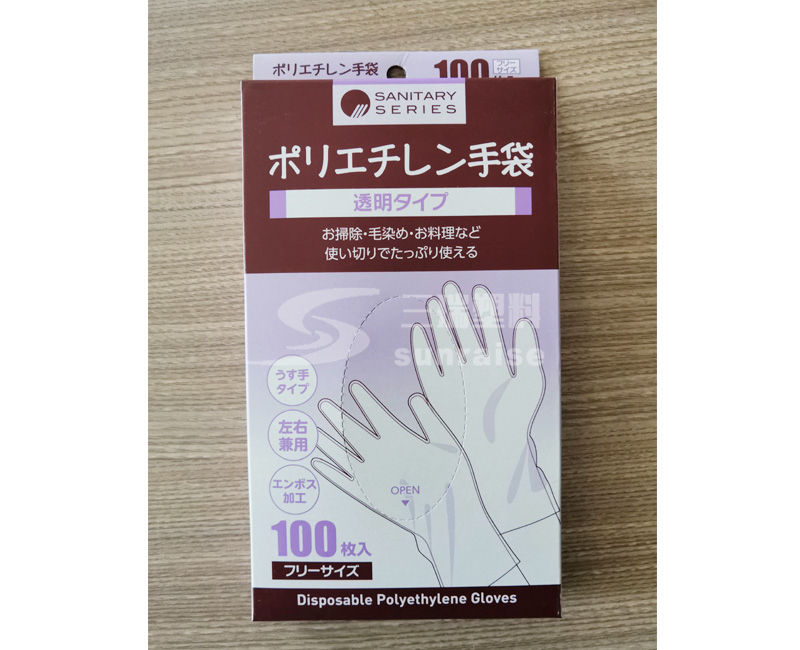 ポリエチレン手袋
100
フリー
サイズ
SANITARY
SERIES
ポリエチレン手袋
透明タイプ
お掃除・毛染め・お料理など
使い切りでたっぷり使える
三瑞塑料
sunraise
うす手
タイプ
左右
兼用
エンボス
加工
OPEN
100枚入
フリーサイズ
Disposable Polyethylene Gloves